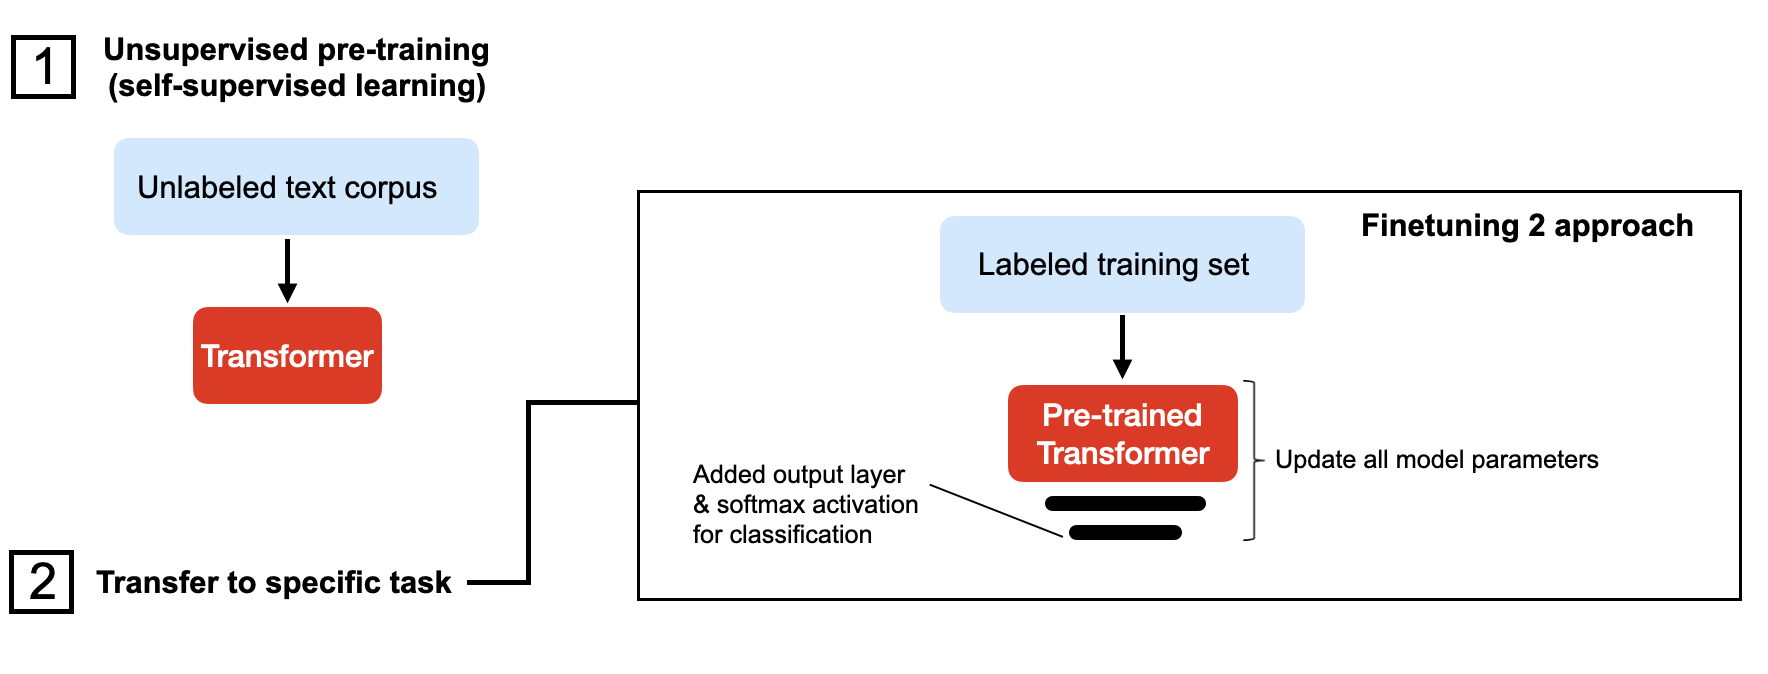 1
Unsupervised pre-training
(self-supervised learning)
Unlabeled text corpus
Transformer
2
Transfer to specific task
Finetuning 2 approach
Labeled training set
Pre-trained
Transformer
Update all model parameters
Added output layer
& softmax activation
for classification